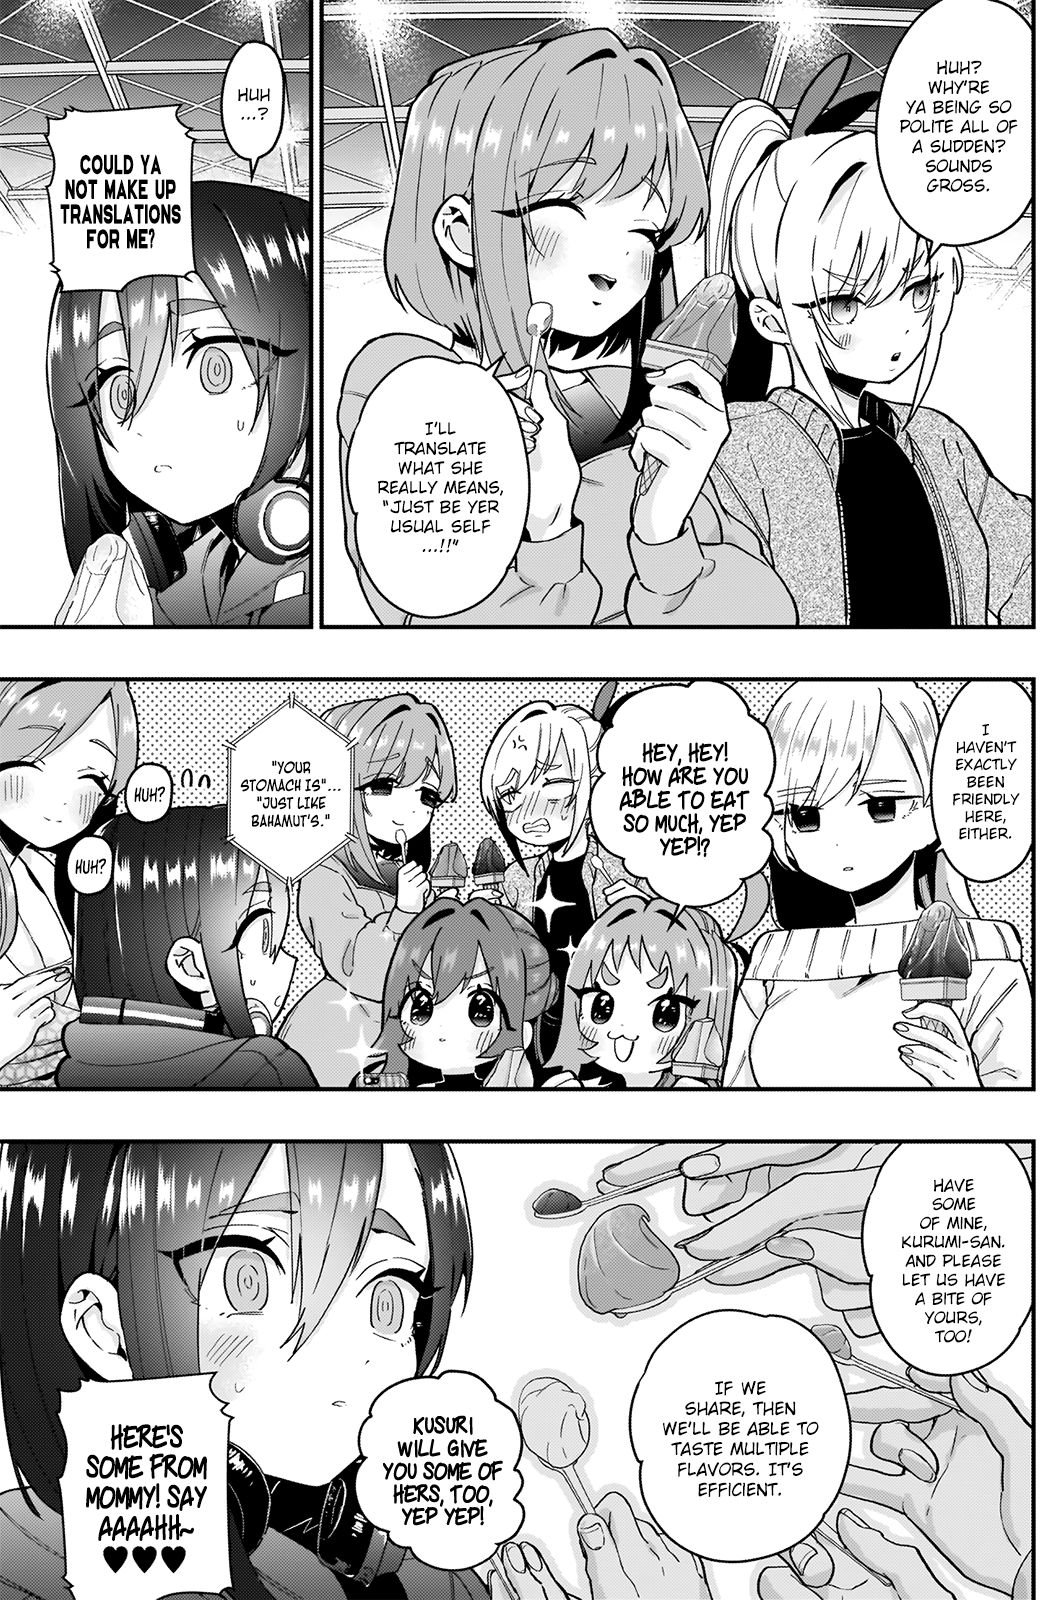 HUH?
WHY'RE
YA BEING SO
POLITE ALL OF
A SUDDEN?
SOUNDS
GROSS.
I'LL
TRANSLATE
WHAT SHE
REALLY MEANS,
"JUST BE YER
USUAL SELF
...!!"
HUH
...?
COULD YA
NOT MAKE UP
TRANSLATIONS
FOR ME?
I
HAVEN'T
EXACTLY
BEEN
FRIENDLY
HERE,
EITHER.
HEY, HEY!
HOW ARE YOU
ABLE TO EAT
SO MUCH, YEP
YEP!?
"YOUR
STOMACH IS"...
"JUST LIKE
BAHAMUT'S."
HUH?
HUH?
HAVE
SOME
OF MINE,
KURUMI-SAN.
AND PLEASE
LET US HAVE
A BITE OF
YOURS,
TOO!
IF WE
SHARE, THEN
WE'LL BE ABLE TO
TASTE MULTIPLE
FLAVORS. IT'S
EFFICIENT.
KUSURI
WILL GIVE
YOU SOME OF
HERS, TOO,
YEP YEP!
HERE'S
SOME FROM
MOMMY! SAY
AAAAHH~
♥♥♥